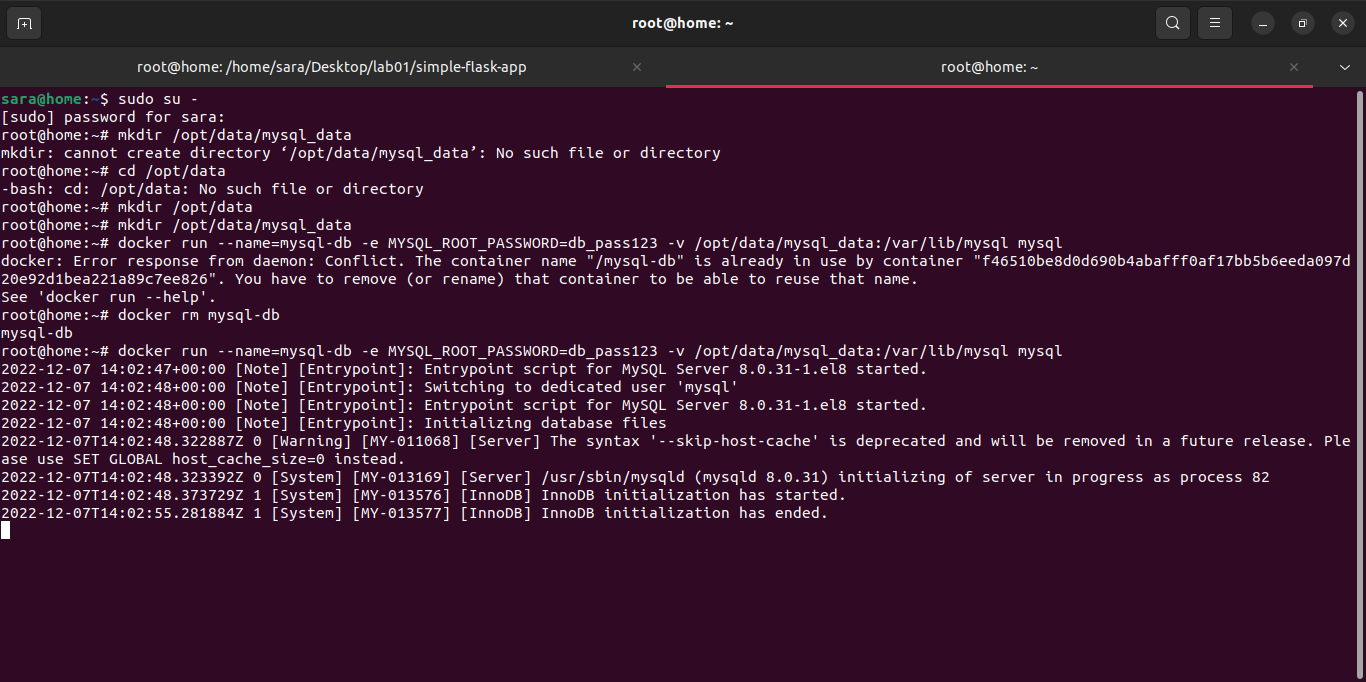 root@home: ~
root@home: /home/sara/Desktop/lab01/simple-flask-app
root@home: ~
sara@home:~$ sudo su -
[sudo] password for sara:
root@home:~# mkdir /opt/data/mysql_data
mkdir: cannot create directory ‘/opt/data/mysql_data’: No such file or directory
root@home:~# cd /opt/data
-bash: cd: /opt/data: No such file or directory
root@home:~# mkdir /opt/data
root@home:~# mkdir /opt/data/mysql_data
root@home:~# docker run --name=mysql-db -e MYSQL_ROOT_PASSWORD=db_pass123 -v /opt/data/mysql_data:/var/lib/mysql mysql
docker: Error response from daemon: Conflict. The container name "/mysql-db" is already in use by container "f46510be8d0d690b4abafff0af17bb5b6eeda097d
20e92d1bea221a89c7ee826". You have to remove (or rename) that container to be able to reuse that name.
See 'docker run --help'.
root@home:~# docker rm mysql-db
mysql-db
root@home:~# docker run --name=mysql-db -e MYSQL_ROOT_PASSWORD=db_pass123 -v /opt/data/mysql_data:/var/lib/mysql mysql
2022-12-07 14:02:47+00:00 [Note] [Entrypoint]: Entrypoint script for MySQL Server 8.0.31-1.el8 started.
2022-12-07 14:02:48+00:00 [Note] [Entrypoint]: Switching to dedicated user 'mysql'
2022-12-07 14:02:48+00:00 [Note] [Entrypoint]: Entrypoint script for MySQL Server 8.0.31-1.el8 started.
2022-12-07 14:02:48+00:00 [Note] [Entrypoint]: Initializing database files
2022-12-07T14:02:48.322887Z 0 [Warning] [MY-011068] [Server] The syntax '--skip-host-cache' is deprecated and will be removed in a future release. Ple
ase use SET GLOBAL host_cache_size=0 instead.
2022-12-07T14:02:48.323392Z 0 [System] [MY-013169] [Server] /usr/sbin/mysqld (mysqld 8.0.31) initializing of server in progress as process 82
2022-12-07T14:02:48.373729Z 1 [System] [MY-013576] [InnoDB] InnoDB initialization has started.
2022-12-07T14:02:55.281884Z 1 [System] [MY-013577] [InnoDB] InnoDB initialization has ended.